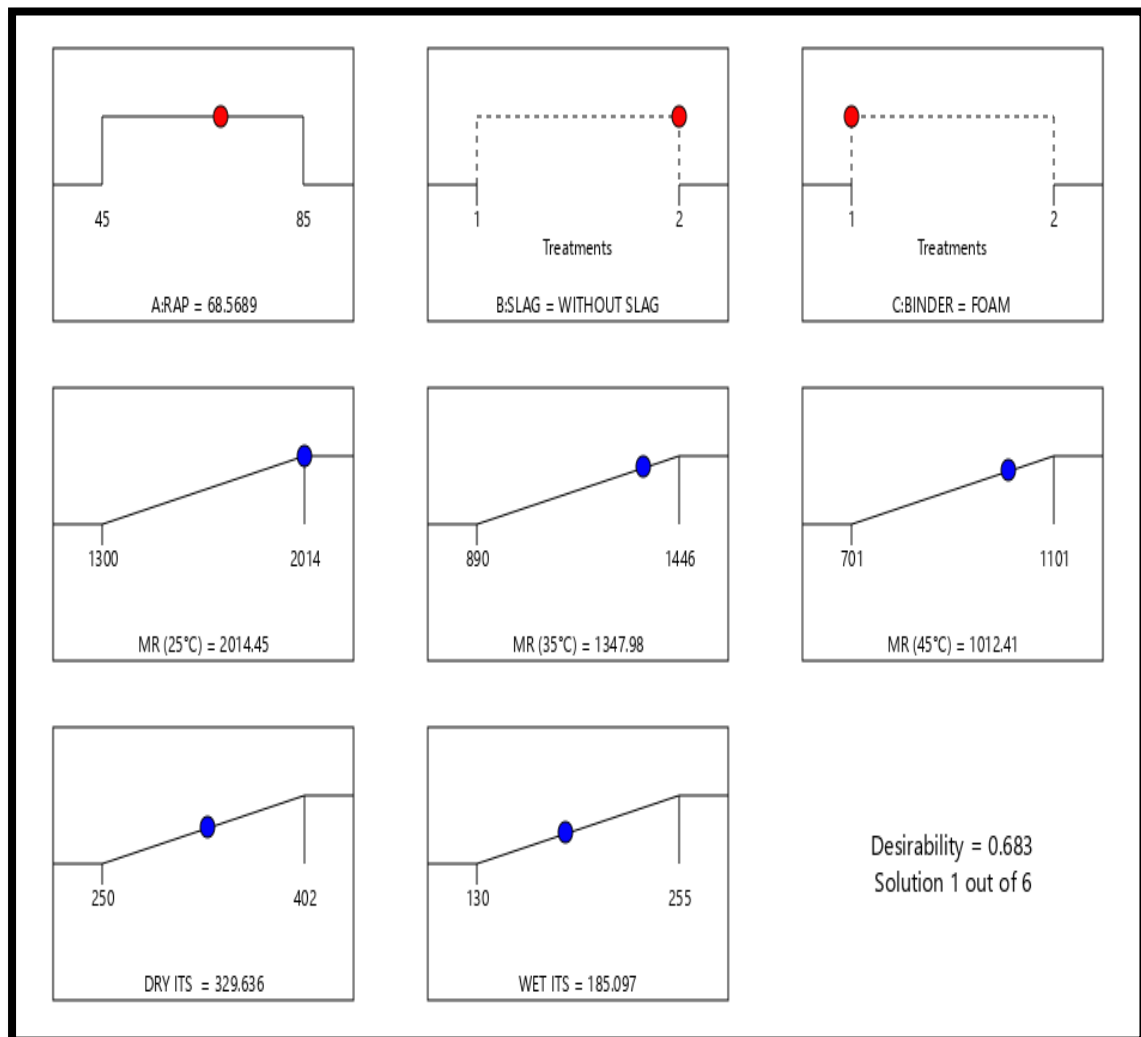 45 85
A:RAP = 68.5689
1 2
Treatments
B:SLAG = WITHOUT SLAG
1 2
Treatments
C:BINDER = FOAM
1300 2014
MR (25°C) = 2014.45
890 1446
MR (35°C) = 1347.98
701 1101
MR (45°C) = 1012.41
250 402
DRY ITS = 329.636
130 255
WET ITS = 185.097
Desirability = 0.683
Solution 1 out of 6